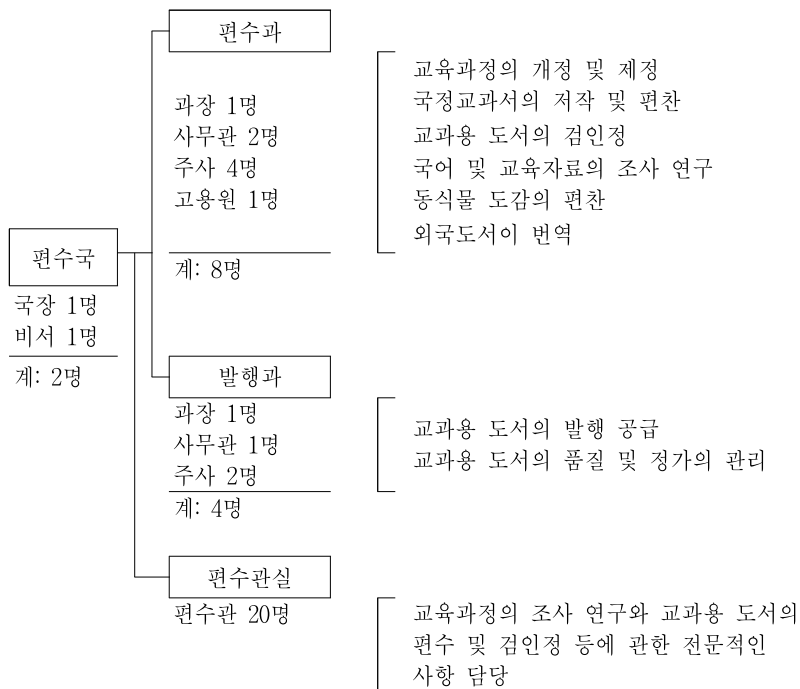 편수과
과장 1명
사무관 2명
주사 4명
고용원 1명
계: 8명
교육과정의 개정 및 제정
국정교과서의 저작 및 편찬
교과용 도서의 검인정
국어 및 교육자료의 조사 연구
동식물 도감의 편찬
외국도서이 번역
편수국
국장 1명
비서 1명
계: 2명
발행과
과장 1명
사무관 1명
주사 2명
계: 4명
교과용 도서의 발행 공급
교과용 도서의 품질 및 정가의 관리
편수관실
편수관 20명
교육과정의 조사 연구와 교과용 도서의
편수 및 검인정 등에 관한 전문적인
사항 담당